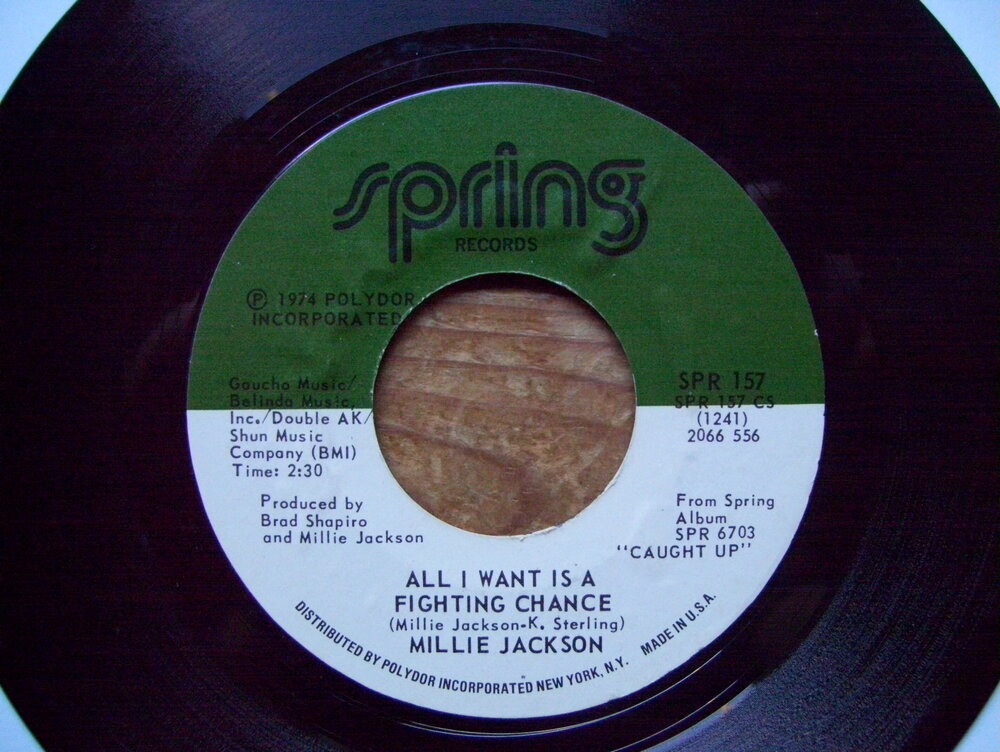 spring
RECORDS
Ⓟ 1974 POLYDOR
INCORPORATED
Gaucho Music/
Belinda Music,
Inc./Double AK/
Shun Music
Company (BMI)
Time: 2:30
Produced by
Brad Shapiro
and Millie Jackson
SPR 157
SPR 157 CS
(1241)
2066 556
From Spring
Album
SPR 6703
"CAUGHT UP"
ALL I WANT IS A
FIGHTING CHANCE
(Millie Jackson-K. Sterling)
MILLIE JACKSON
DISTRIBUTED BY POLYDOR INCORPORATED NEW YORK, N.Y. MADE IN U.S.A.